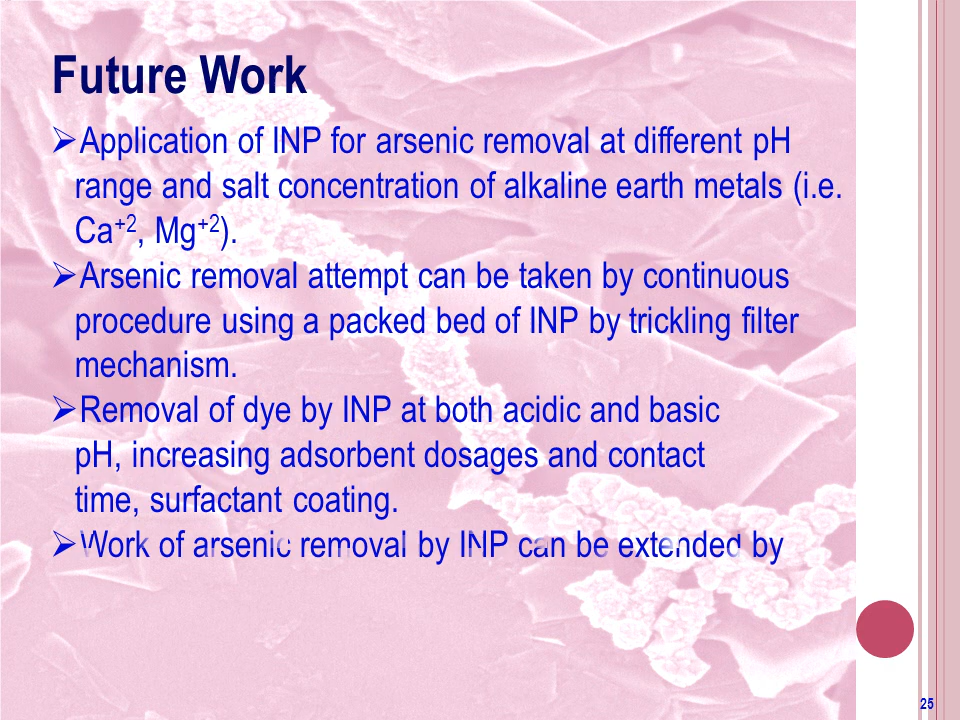 Future Work
➢Application of INP for arsenic removal at different pH
range and salt concentration of alkaline earth metals (i.e.
Ca⁺², Mg⁺²).
➢Arsenic removal attempt can be taken by continuous
procedure using a packed bed of INP by trickling filter
mechanism.
➢Removal of dye by INP at both acidic and basic
pH, increasing adsorbent dosages and contact
time, surfactant coating.
➢Work of arsenic removal by INP can be extended by
25